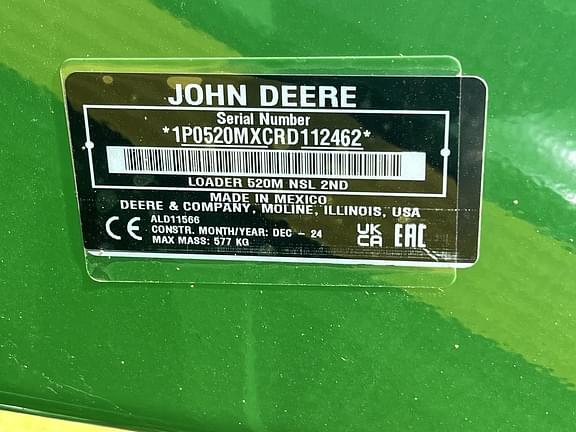 JOHN DEERE
Serial Number
*1P0520MXCRD112462*
LOADER 520M NSL 2ND
MADE IN MEXICO
DEERE & COMPANY, MOLINE, ILLINOIS, USA
ALD11566
CE CONSTR. MONTH/YEAR: DEC - 24 UK CA EAC
MAX MASS: 577 KG